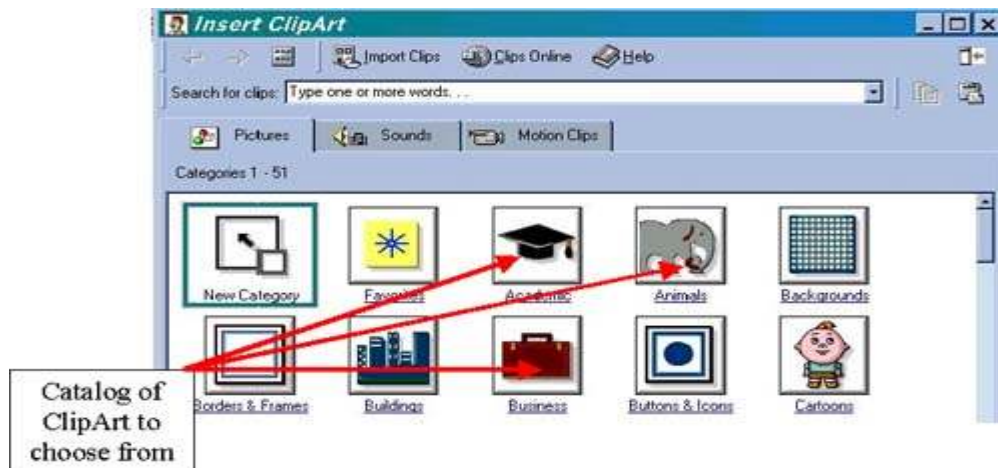 Insert ClipArt
Import Clips Clips Online Help
Search for clips: Type one or more words. . .
Pictures Sounds Motion Clips
Categories 1 - 51
New Category Favorites Academic Animals Backgrounds
Borders & Frames Buildings Business Buttons & Icons Cartoons
Catalog of
ClipArt to
choose from